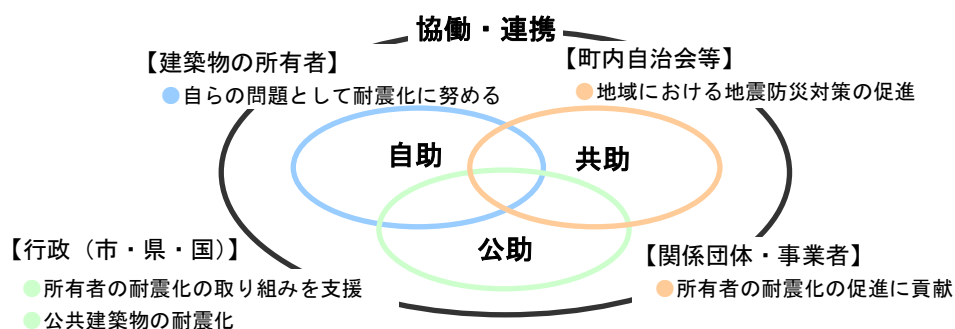 協働・連携
【建築物の所有者】
●自らの問題として耐震化に努める
【町内自治会等】
●地域における地震防災対策の促進
自助
共助
公助
【行政（市・県・国）】
●所有者の耐震化の取り組みを支援
●公共建築物の耐震化
【関係団体・事業者】
●所有者の耐震化の促進に貢献